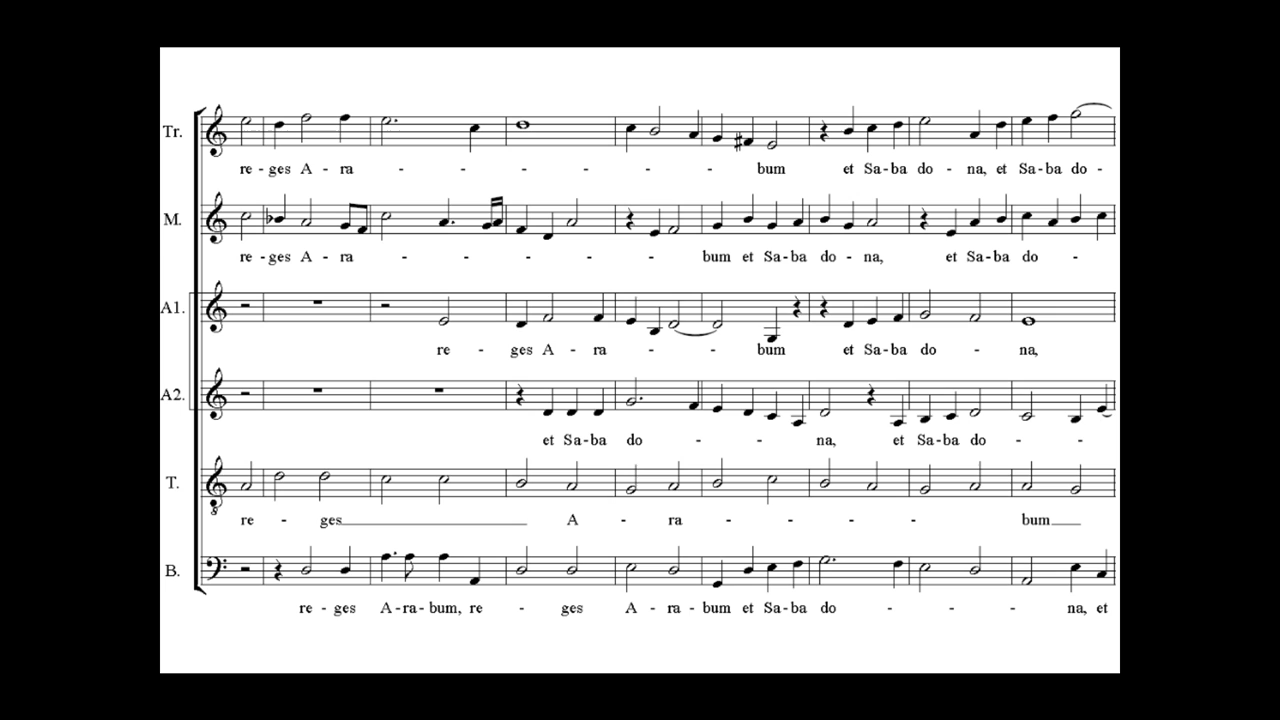 Tr.
re - ges A - ra - - - - - - bum et Sa - ba do - na, et Sa - ba do -
M.
re - ges A - ra - - - - - - bum et Sa - ba do - na, et Sa - ba do -
A1.
re - ges A - ra - - bum et Sa - ba do - na,
A2.
et Sa - ba do - - - na, et Sa - ba do - -
T.
8
re - ges A - ra - - - - bum
B.
re - ges A - ra - bum, re - ges A - ra - bum et Sa - ba do - - - na, et